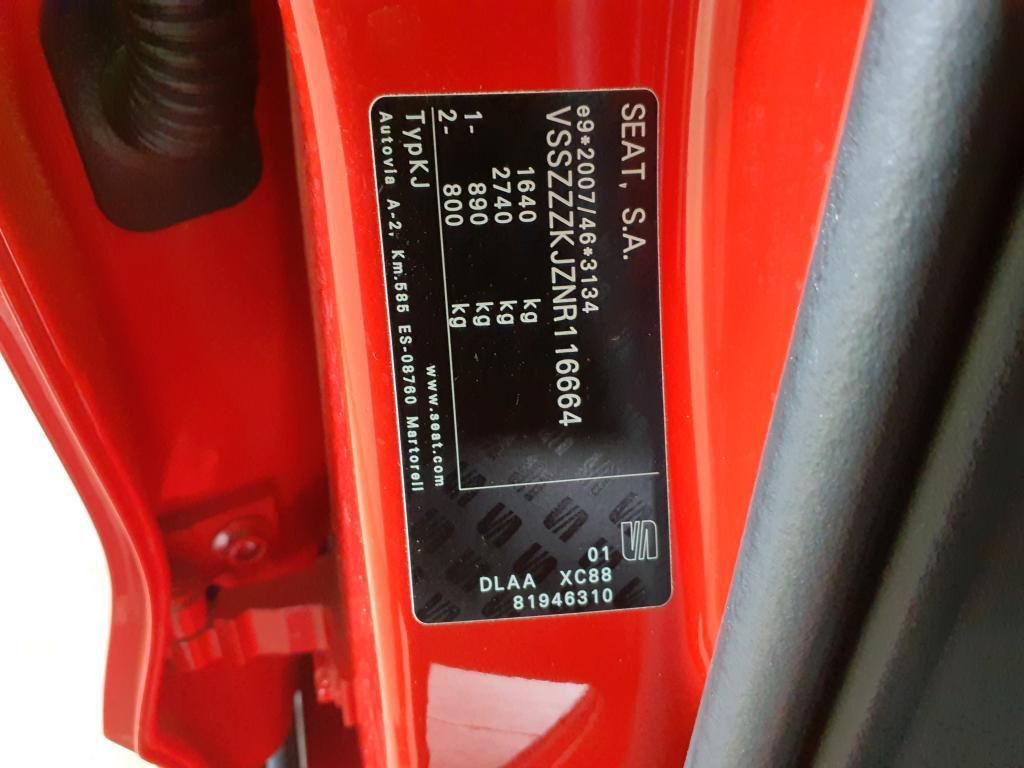 SEAT, S.A.
e9*2007/46*3134
VSSZZZKJZNR116664
1640 kg
2740 kg
1- 890 kg
2- 800 kg
TypKJ www.seat.com
Autovia A-2, Km.585 ES-08760 Martorell
01
DLAA XC88
81946310